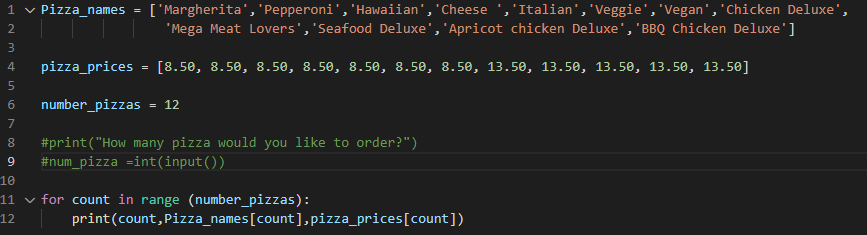 1 Pizza_names = ['Margherita','Pepperoni','Hawaiian','Cheese ','Italian','Veggie','Vegan','Chicken Deluxe',
2 'Mega Meat Lovers','Seafood Deluxe','Apricot chicken Deluxe','BBQ Chicken Deluxe']
3
4 pizza_prices = [8.50, 8.50, 8.50, 8.50, 8.50, 8.50, 8.50, 13.50, 13.50, 13.50, 13.50, 13.50]
5
6 number_pizzas = 12
7
8 #print("How many pizza would you like to order?")
9 #num_pizza =int(input())
10
11 for count in range (number_pizzas):
12 print(count,Pizza_names[count],pizza_prices[count])